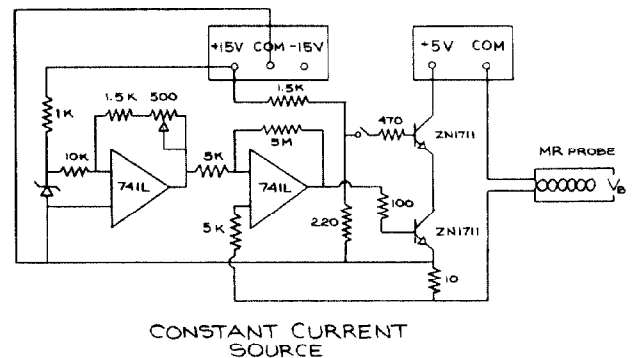 +15V COM -15V
+5V COM
1.5K 500
1.5K
1K
470
ZN1711
10K
5K
5M
MR PROBE
741L
741L
VB
100
5K
220
ZN1711
10
CONSTANT CURRENT
SOURCE